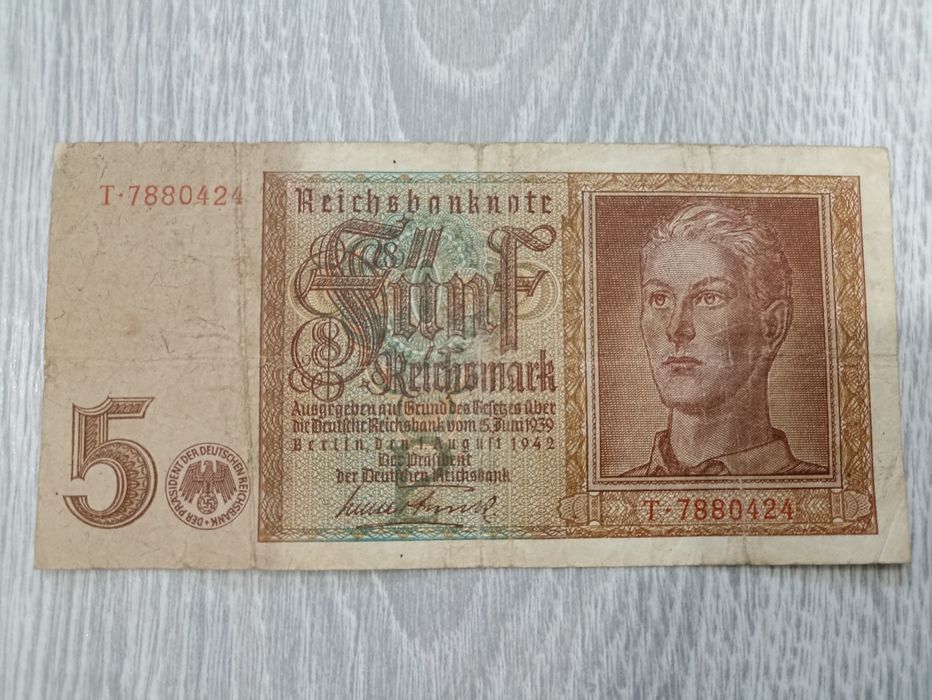 T·7880424
Reichsbanknote
Fünf
Reichsmark
Ausgegeben auf Grund des Gesetzes über
die Deutsche Reichsbank vom 15. Juni 1939
Berlin, den 1. August 1942
Der Präsident
der Deutschen Reichsbank
5
DER PRÄSIDENT DER DEUTSCHEN REICHSBANK
T·7880424